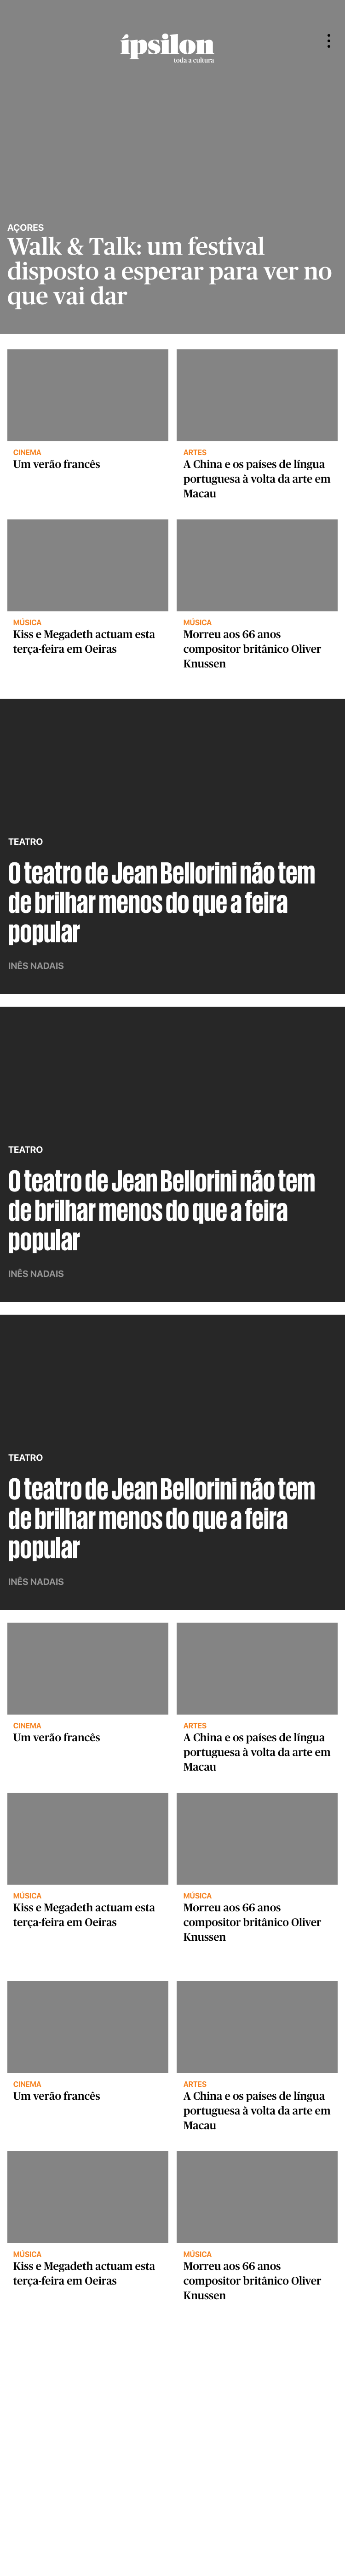 ípsilon
toda a cultura
AÇORES
Walk & Talk: um festival
disposto a esperar para ver no
que vai dar
CINEMA
Um verão francês
ARTES
A China e os países de língua
portuguesa à volta da arte em
Macau
MÚSICA
Kiss e Megadeth actuam esta
terça-feira em Oeiras
MÚSICA
Morreu aos 66 anos
compositor britânico Oliver
Knussen
TEATRO
O teatro de Jean Bellorini não tem
de brilhar menos do que a feira
popular
INÊS NADAIS
TEATRO
O teatro de Jean Bellorini não tem
de brilhar menos do que a feira
popular
INÊS NADAIS
TEATRO
O teatro de Jean Bellorini não tem
de brilhar menos do que a feira
popular
INÊS NADAIS
CINEMA
Um verão francês
ARTES
A China e os países de língua
portuguesa à volta da arte em
Macau
MÚSICA
Kiss e Megadeth actuam esta
terça-feira em Oeiras
MÚSICA
Morreu aos 66 anos
compositor britânico Oliver
Knussen
CINEMA
Um verão francês
ARTES
A China e os países de língua
portuguesa à volta da arte em
Macau
MÚSICA
Kiss e Megadeth actuam esta
terça-feira em Oeiras
MÚSICA
Morreu aos 66 anos
compositor britânico Oliver
Knussen